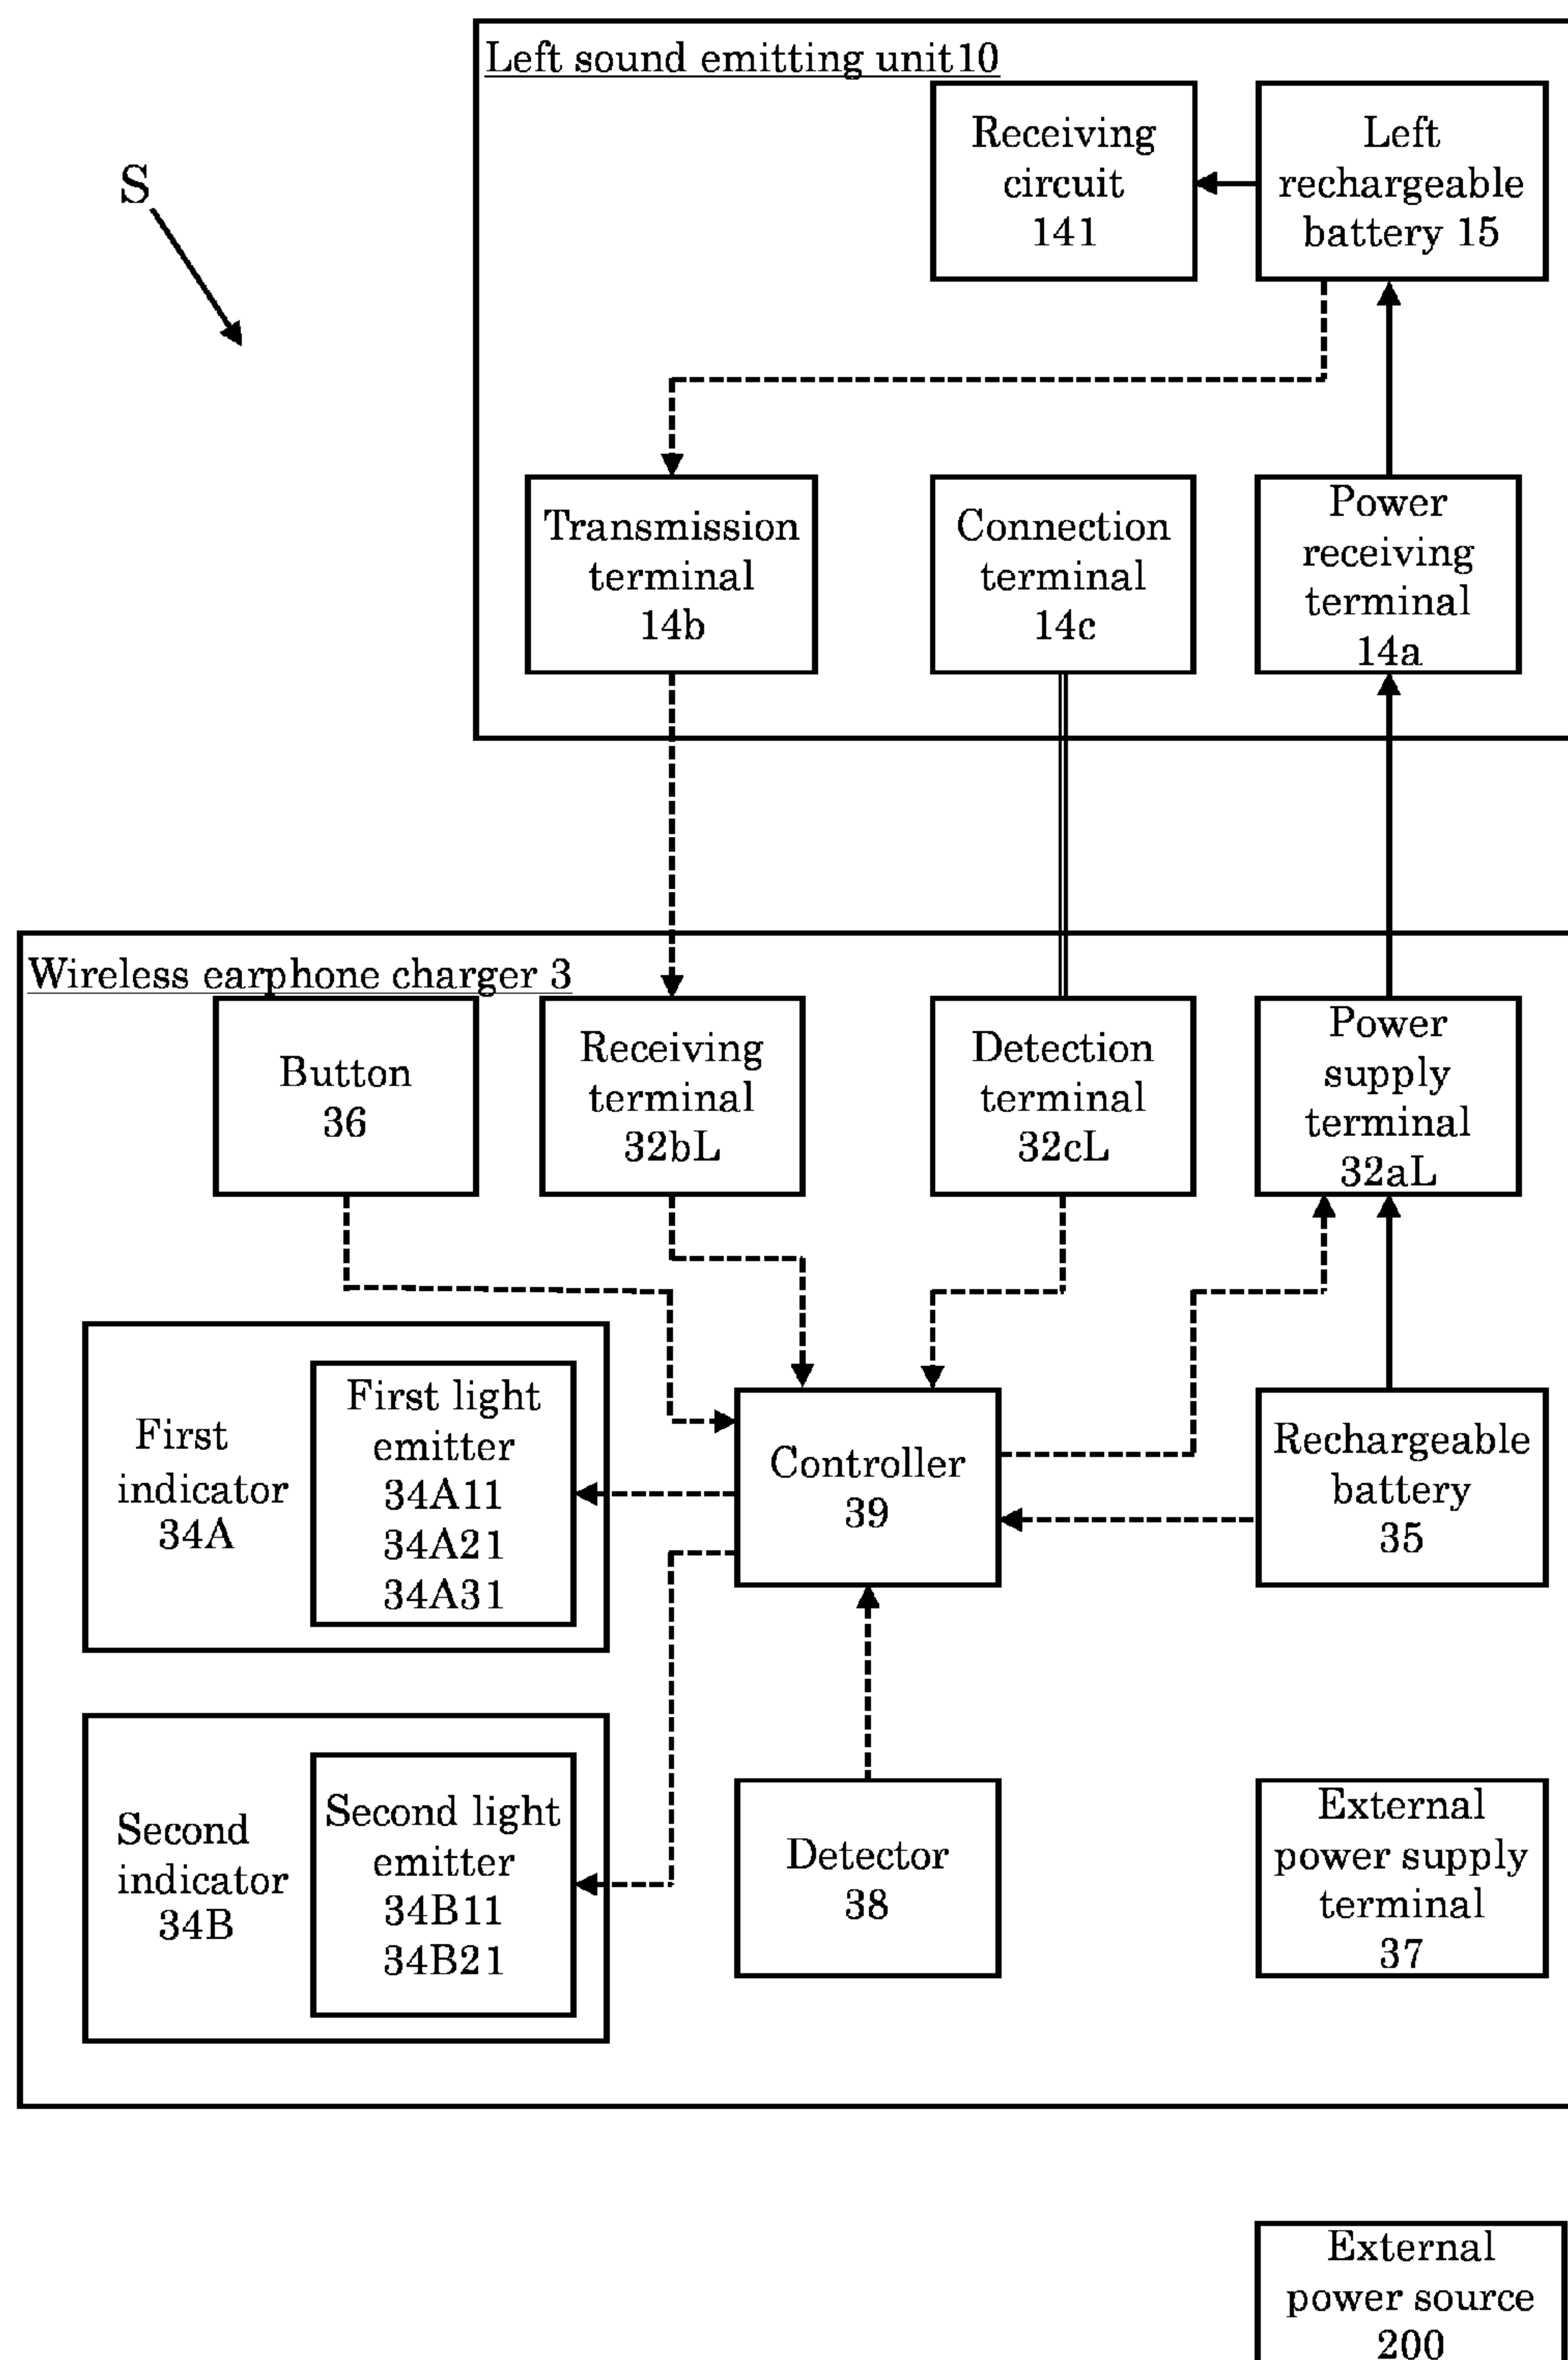 Left sound emitting unit10
Receiving
circuit
141
Left
rechargeable
battery 15
S
Transmission
terminal
14b
Connection
terminal
14c
Power
receiving
terminal
14a
Wireless earphone charger 3
Button
36
Receiving
terminal
32bL
Detection
terminal
32cL
Power
supply
terminal
32aL
First
indicator
34A
First light
emitter
34A11
34A21
34A31
Controller
39
Rechargeable
battery
35
Second
indicator
34B
Second light
emitter
34B11
34B21
Detector
38
External
power supply
terminal
37
External
power source
200